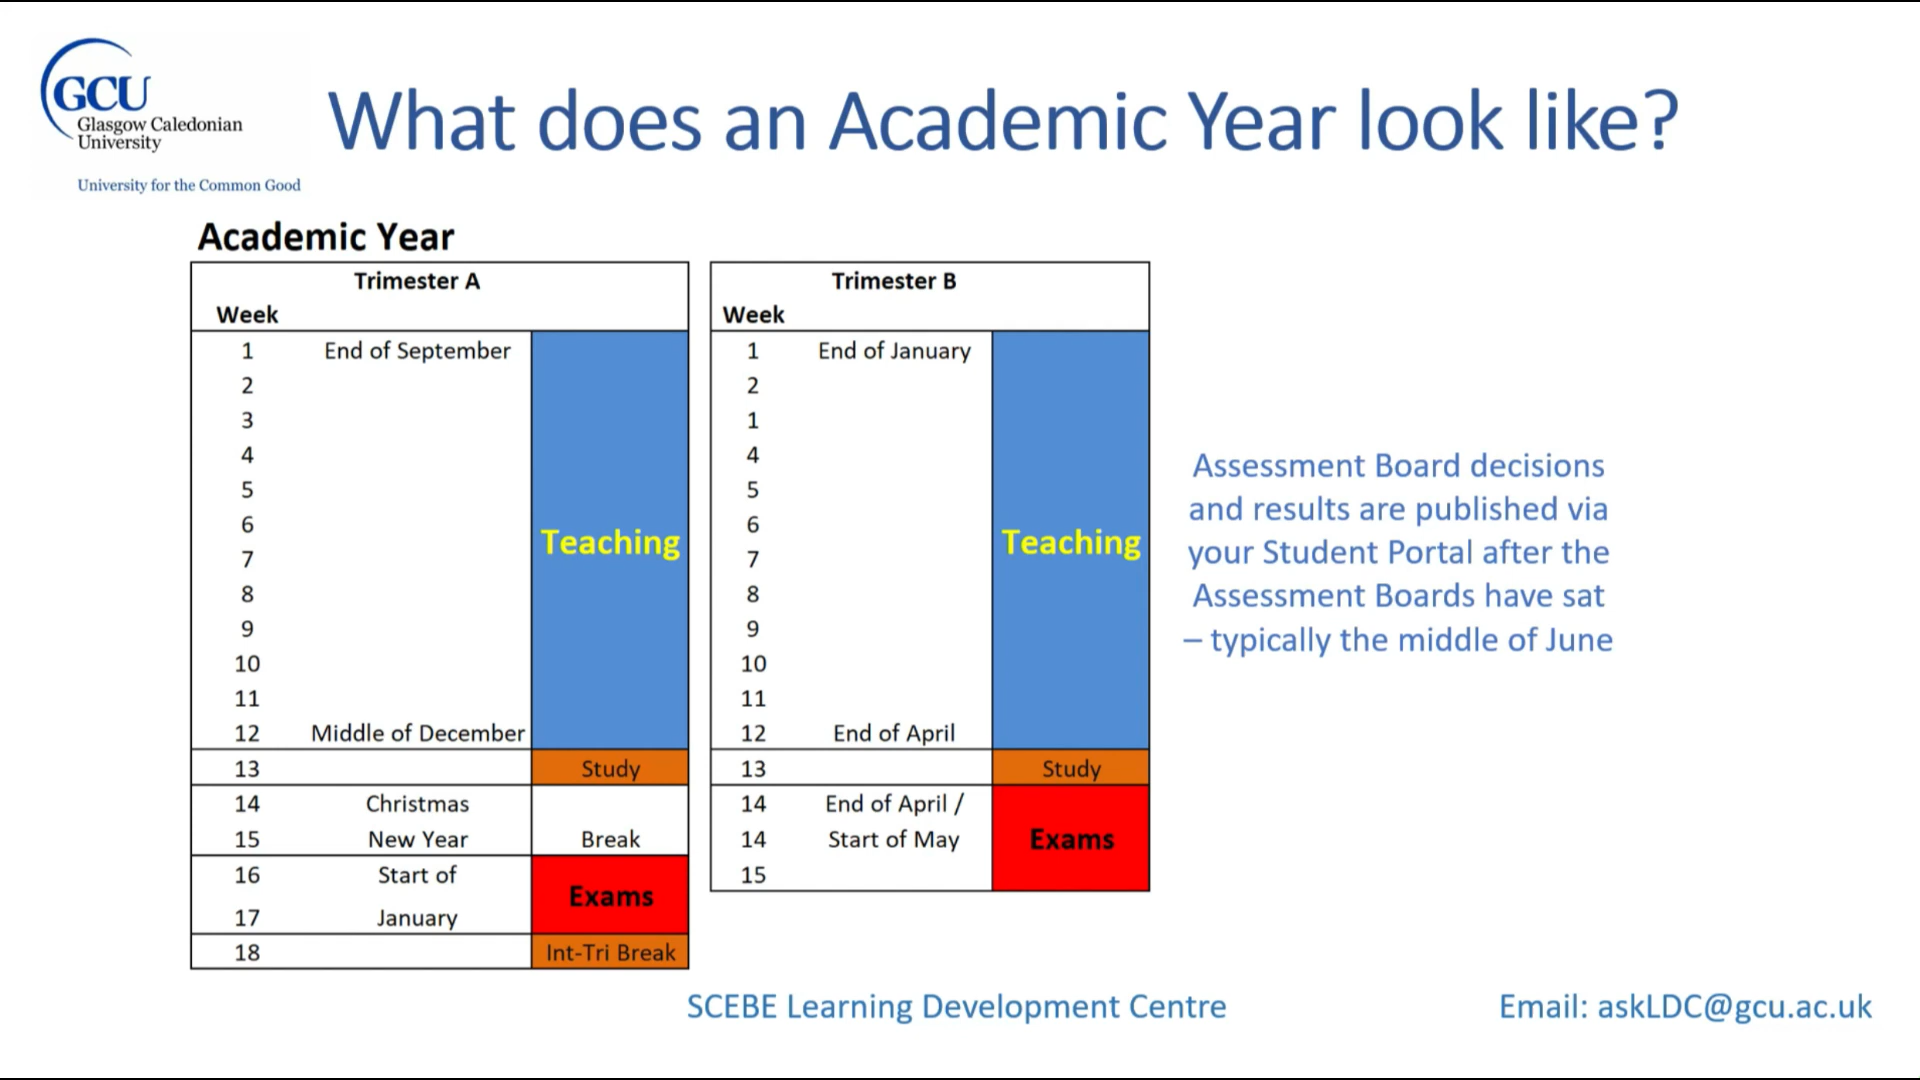 GCU
Glasgow Caledonian
University
University for the Common Good
What does an Academic Year look like?
Academic Year
Trimester A
Week
1 End of September
2
3
4
5
6
7
8
9
10
11
12 Middle of December
Teaching
13 Study
14 Christmas
15 New Year Break
16 Start of
17 January
Exams
18 Int-Tri Break
Trimester B
Week
1 End of January
2
1
4
5
6
7
8
9
10
11
12 End of April
Teaching
13 Study
14 End of April /
14 Start of May
15
Exams
Assessment Board decisions
and results are published via
your Student Portal after the
Assessment Boards have sat
– typically the middle of June
SCEBE Learning Development Centre
Email: askLDC@gcu.ac.uk